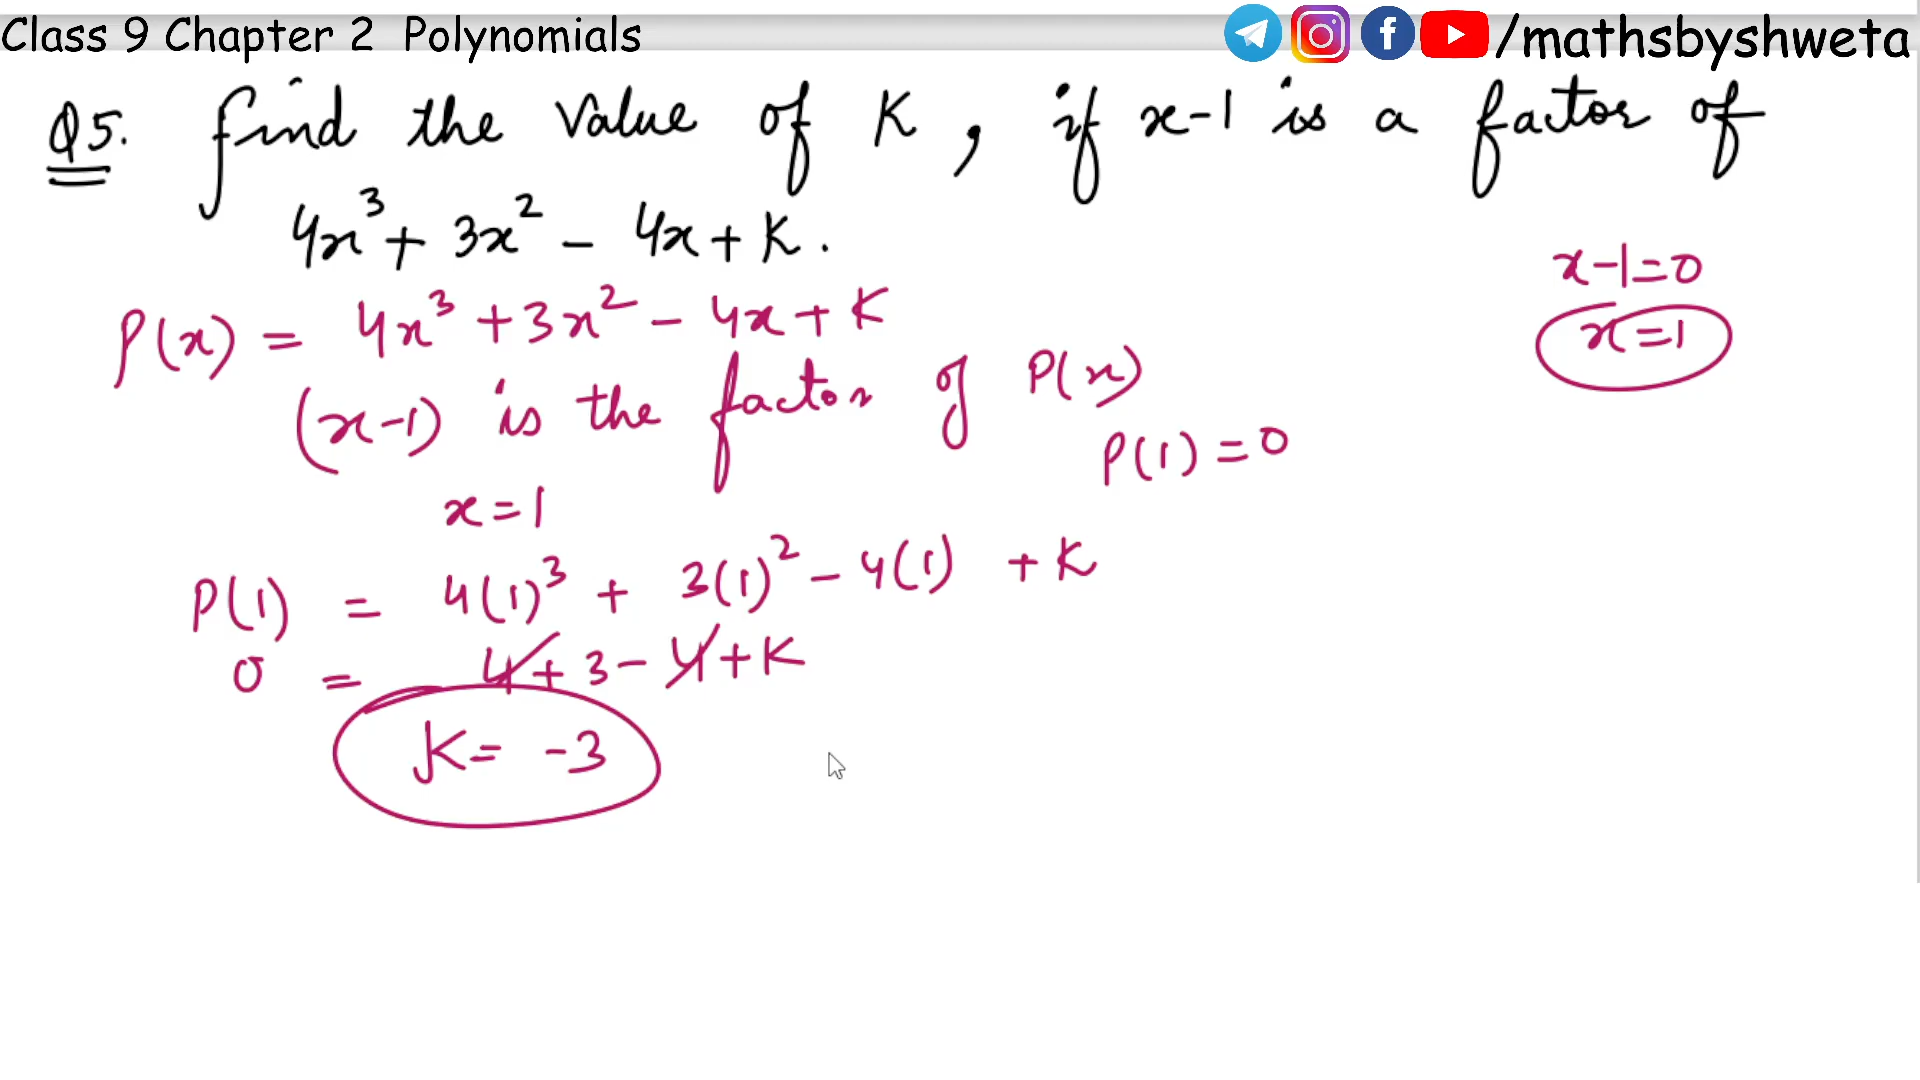 Class 9 Chapter 2 Polynomials
/mathsbyshweta
Q5. find the value of K, if x-1 is a factor of
4x³ + 3x² - 4x + K.
x-1=0
x=1
P(x) = 4x³ + 3x² - 4x + K
(x-1) is the factor of P(x)
P(1) = 0
x = 1
P(1) = 4(1)³ + 3(1)² - 4(1) + K
0 = 4 + 3 - 4 + K
K = -3